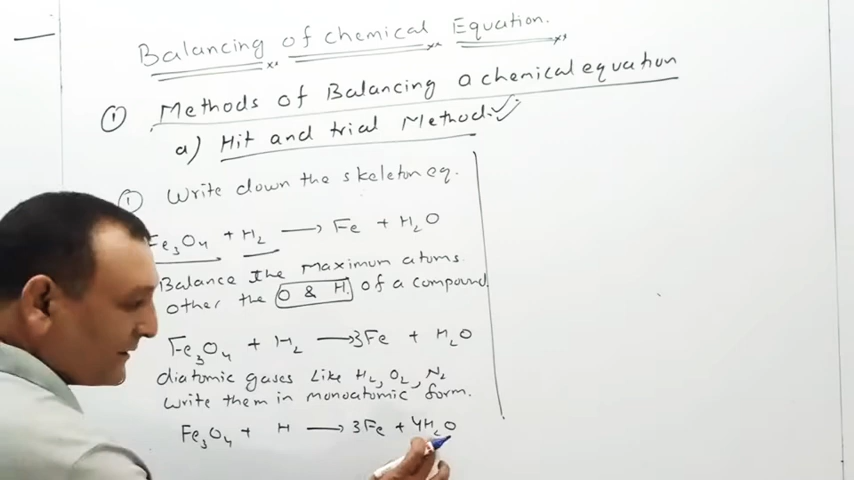 Balancing of chemical Equation.
① Methods of Balancing a chemical equation
a) Hit and trial Method.
① Write down the skeleton eq.
Fe₃O₄ + H₂ ⟶ Fe + H₂O
Balance the Maximum atoms
other the O & H of a compound
Fe₃O₄ + H₂ ⟶ 3Fe + H₂O
diatomic gases Like H₂, O₂, N₂
write them in monoatomic form.
Fe₃O₄ + H ⟶ 3Fe + 4H₂O